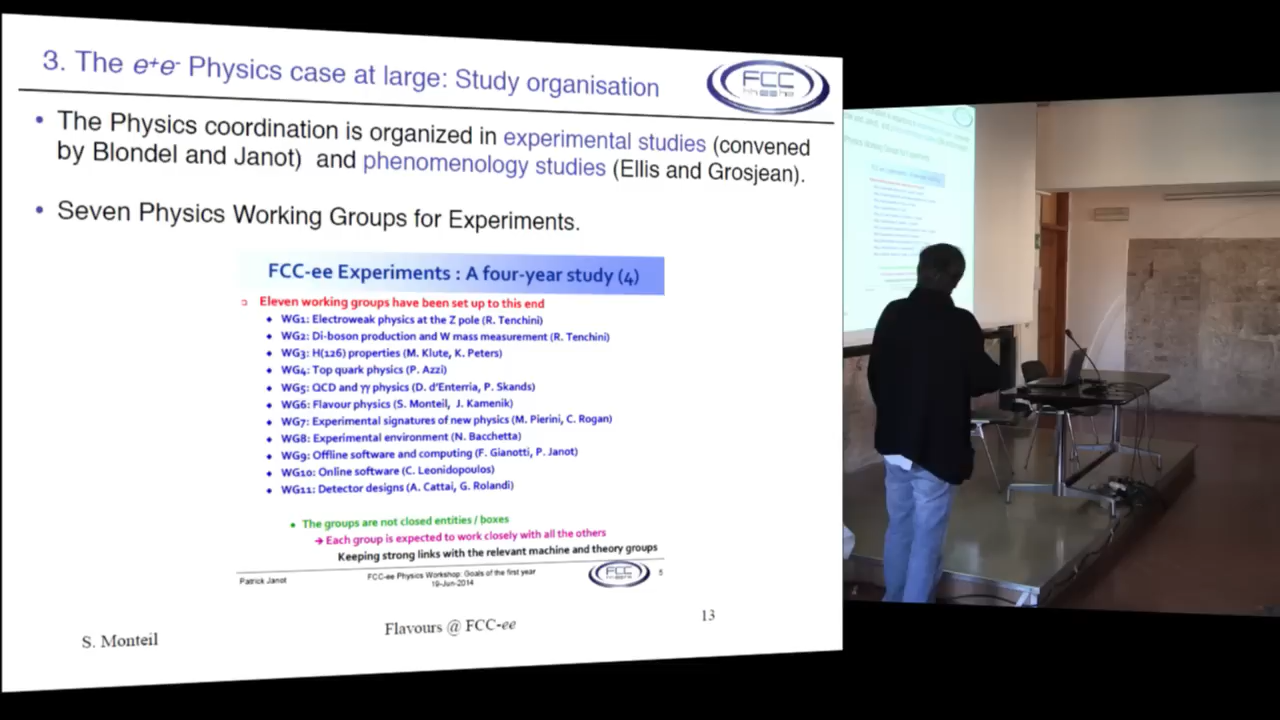 3. The e⁺e⁻ Physics case at large: Study organisation
FCC
• The Physics coordination is organized in experimental studies (convened
by Blondel and Janot) and phenomenology studies (Ellis and Grosjean).
• Seven Physics Working Groups for Experiments.
FCC-ee Experiments : A four-year study (4)
Eleven working groups have been set up to this end
WG1: Electroweak physics at the Z pole (R. Tenchini)
WG2: Di-boson production and W mass measurement (R. Tenchini)
WG3: H(126) properties (M. Klute, K. Peters)
WG4: Top quark physics (P. Azzi)
WG5: QCD and γγ physics (D. d'Enterria, P. Skands)
WG6: Flavour physics (S. Monteil, J. Kamenik)
WG7: Experimental signatures of new physics (M. Pierini, C. Rogan)
WG8: Experimental environment (N. Bacchetta)
WG9: Offline software and computing (F. Gianotti, P. Janot)
WG10: Online software (C. Leonidopoulos)
WG11: Detector designs (A. Cattai, G. Rolandi)
• The groups are not closed entities / boxes
→ Each group is expected to work closely with all the others
Keeping strong links with the relevant machine and theory groups
Patrick Janot
FCC-ee Physics Workshop. Goals of the first year
19-Jun-2014
FCC
5
S. Monteil
Flavours @ FCC-ee
13